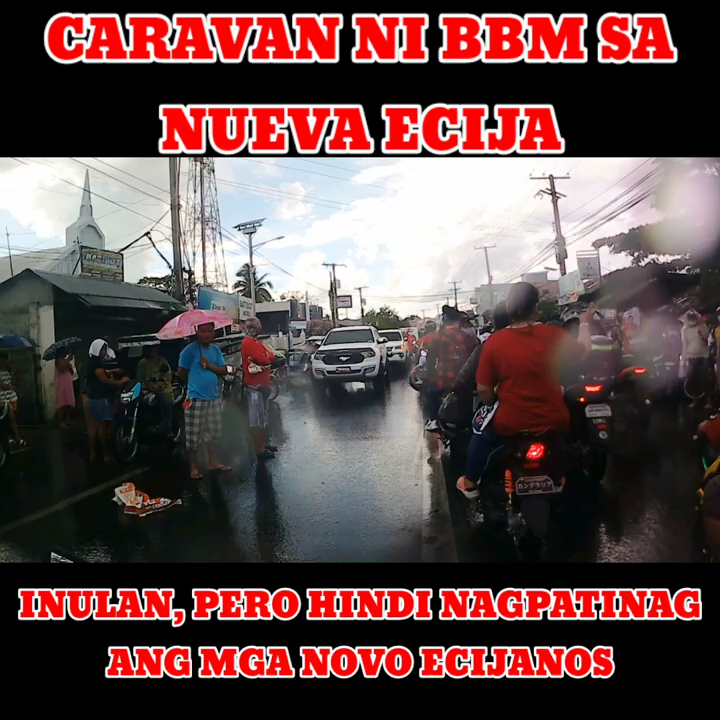 CARAVAN NI BBM SA
NUEVA ECIJA
INULAN, PERO HINDI NAGPATINAG
ANG MGA NOVO ECIJANOS